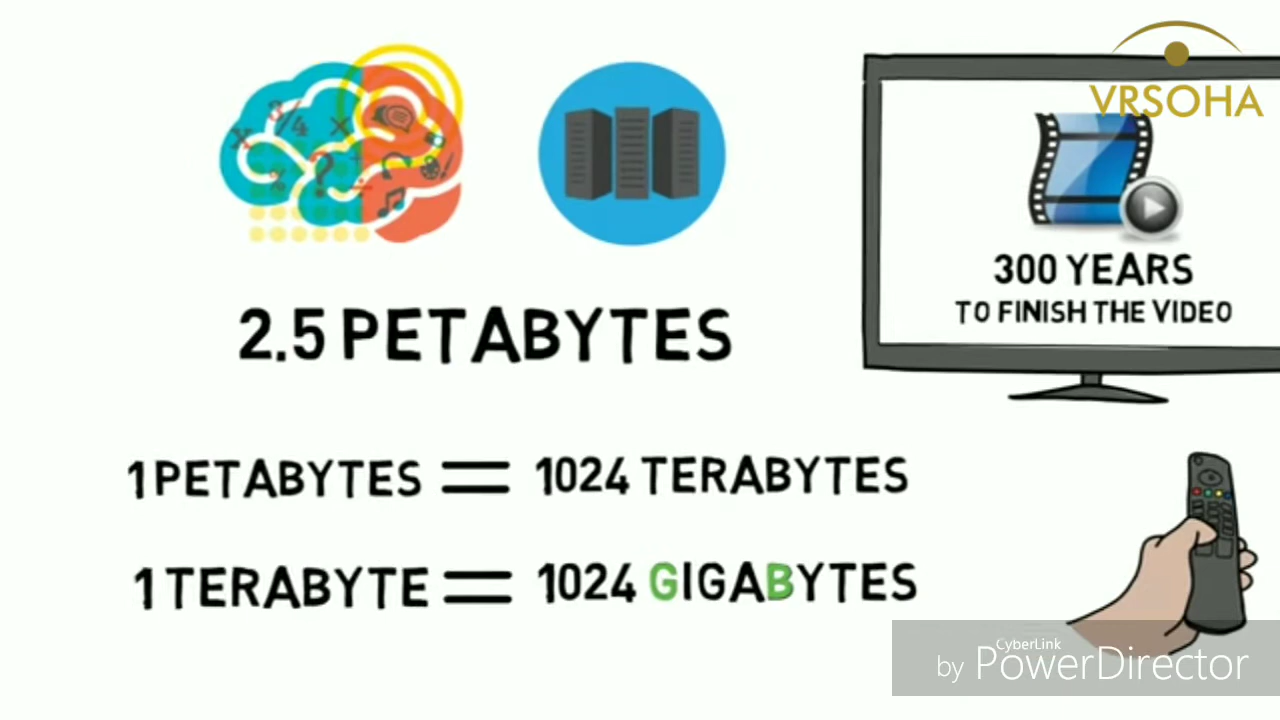 VRSOHA
300 YEARS
TO FINISH THE VIDEO
2.5 PETABYTES
1 PETABYTES = 1024 TERABYTES
1 TERABYTE = 1024 GIGABYTES
CyberLink
by PowerDirector